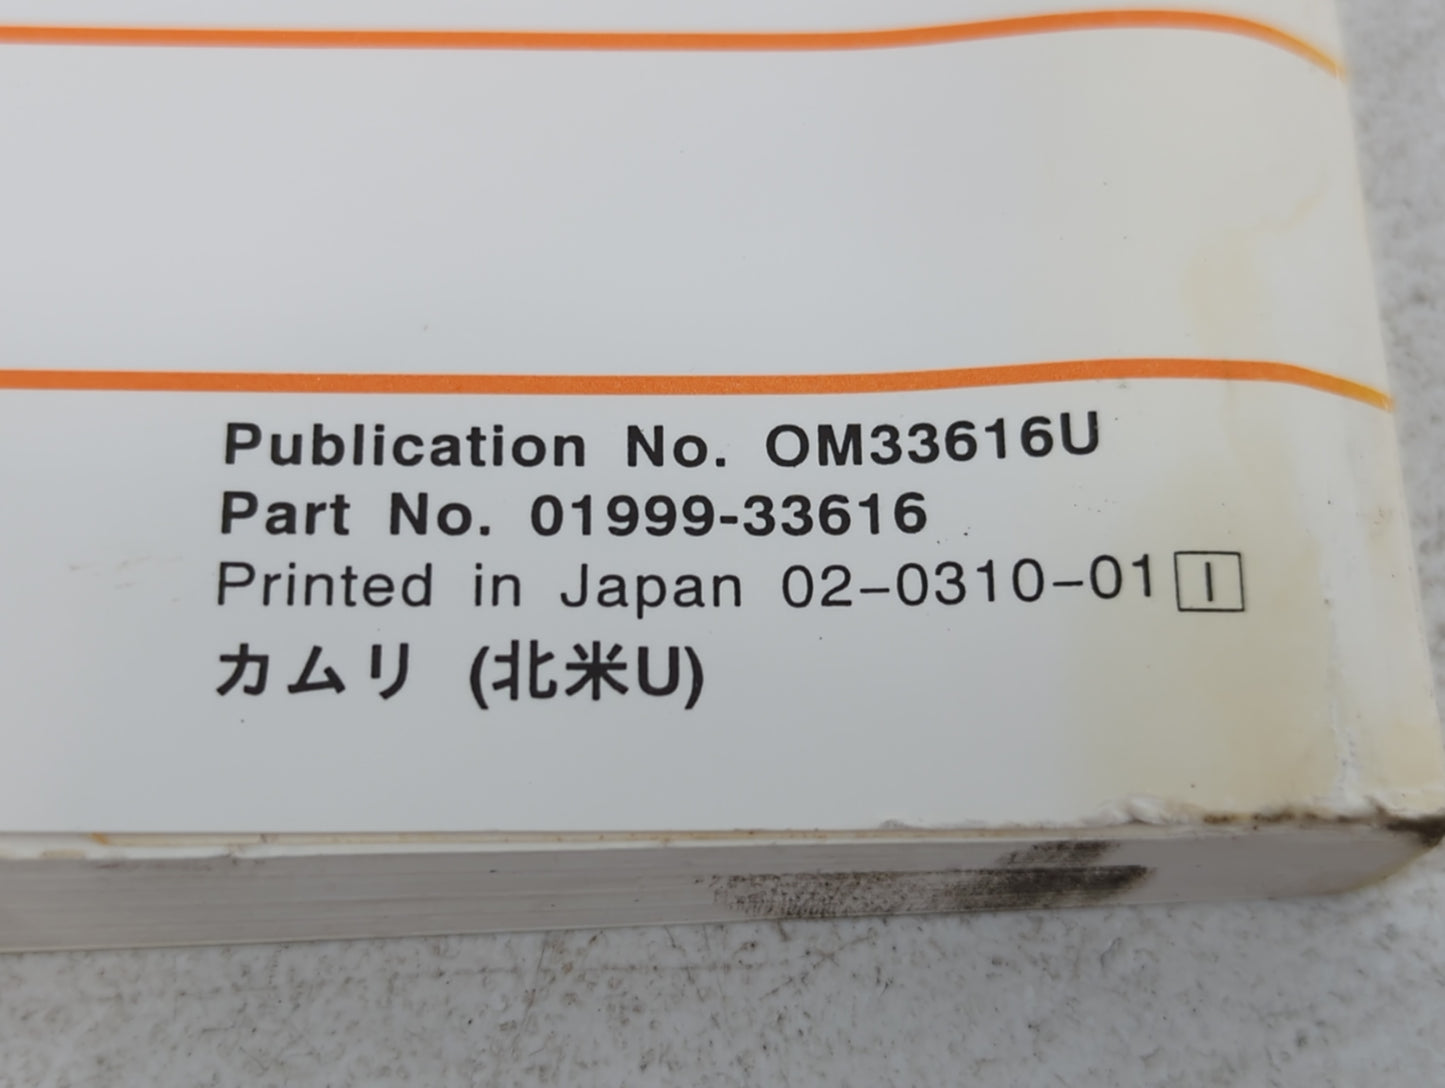 Publication No. OM33616U
Part No. 01999-33616
Printed in Japan 02-0310-01 I
カムリ (北米U)